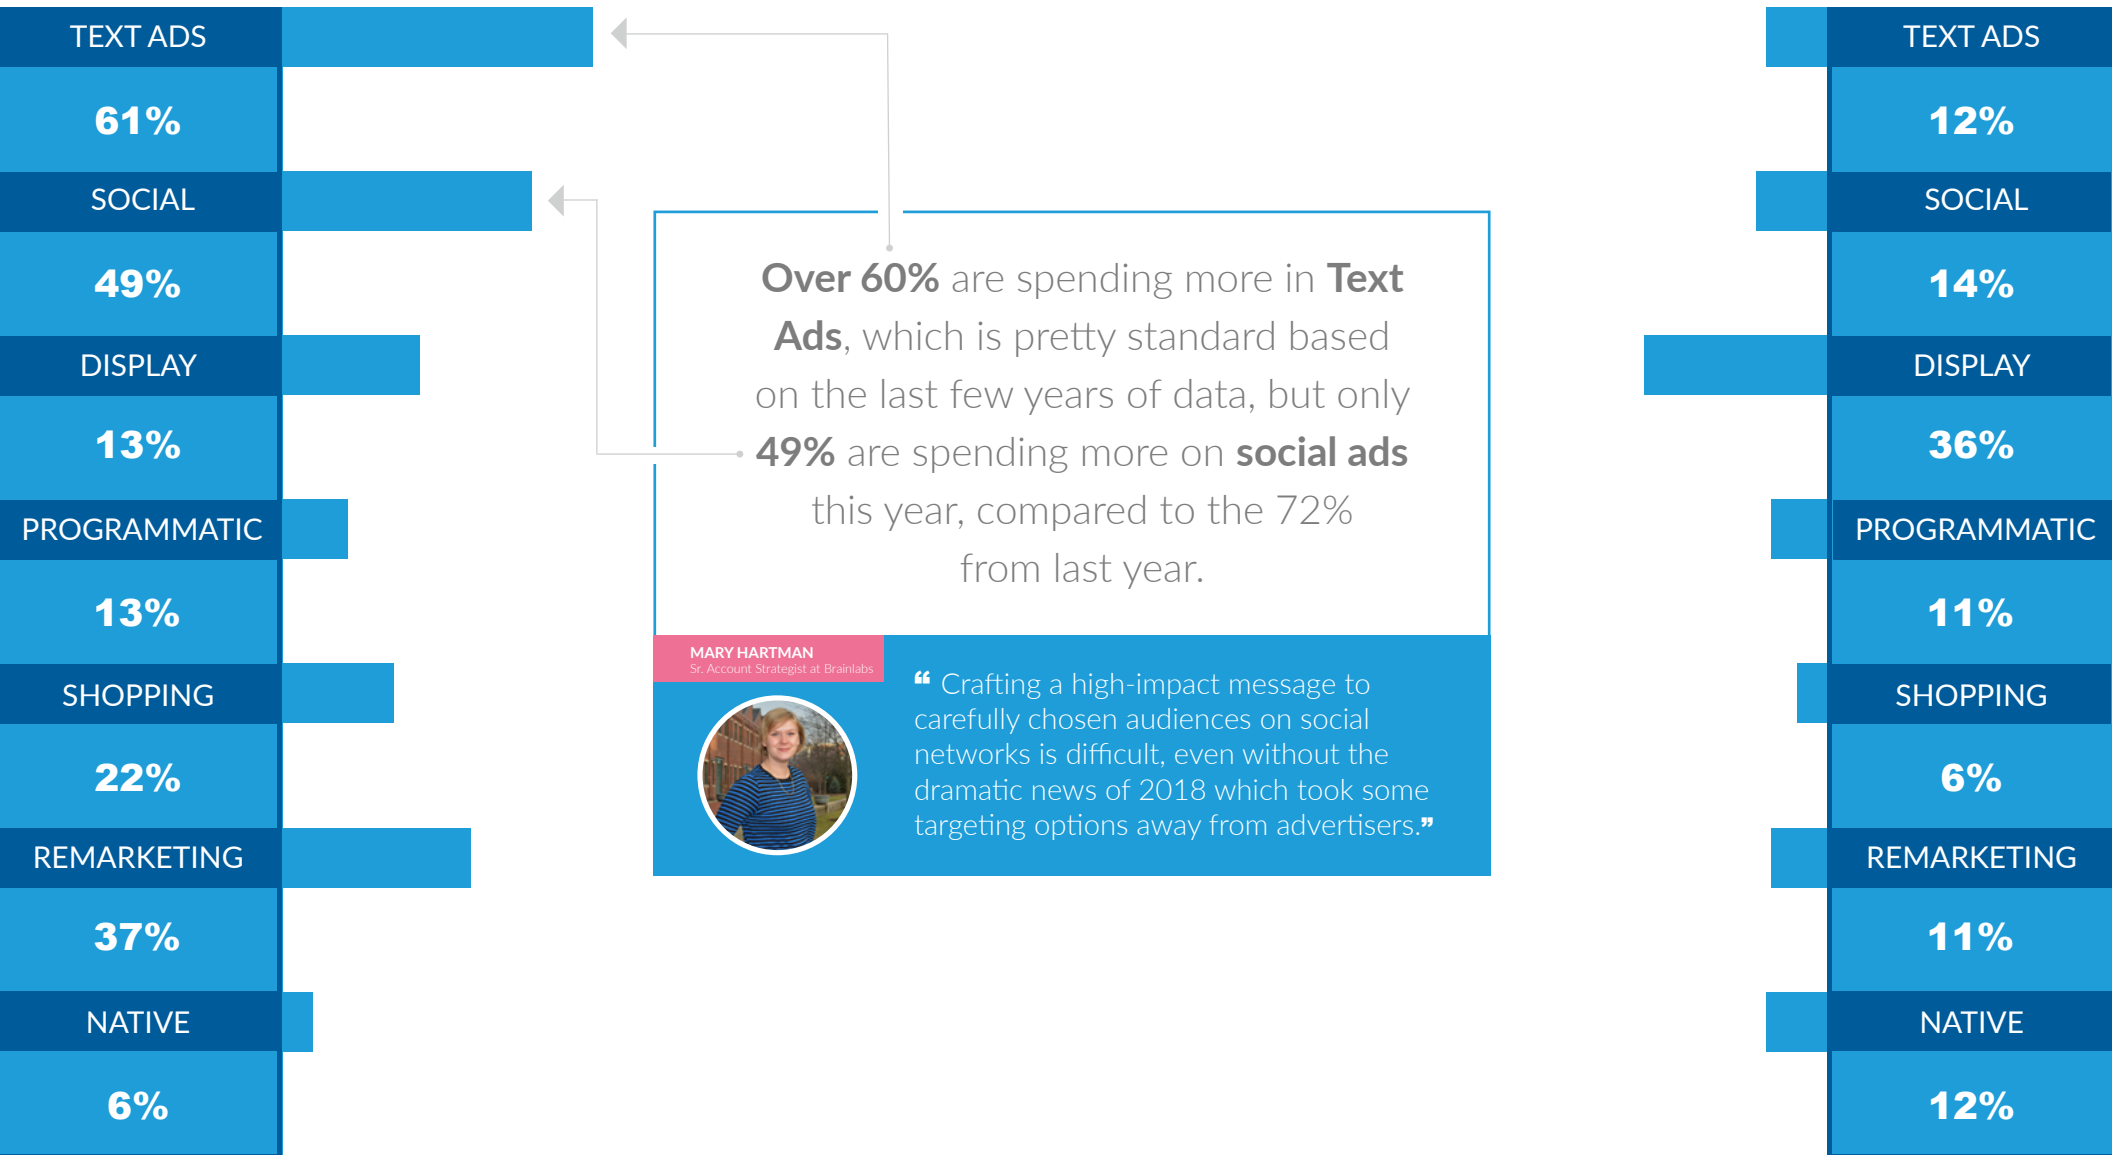 TEXT ADS
61%
SOCIAL
49%
DISPLAY
13%
PROGRAMMATIC
13%
SHOPPING
22%
REMARKETING
37%
NATIVE
6%
Over 60% are spending more in Text
Ads, which is pretty standard based
on the last few years of data, but only
49% are spending more on social ads
this year, compared to the 72%
from last year.
MARY HARTMAN
Sr. Account Strategist at Brainlabs
“ Crafting a high-impact message to
carefully chosen audiences on social
networks is difficult, even without the
dramatic news of 2018 which took some
targeting options away from advertisers.”
TEXT ADS
12%
SOCIAL
14%
DISPLAY
36%
PROGRAMMATIC
11%
SHOPPING
6%
REMARKETING
11%
NATIVE
12%